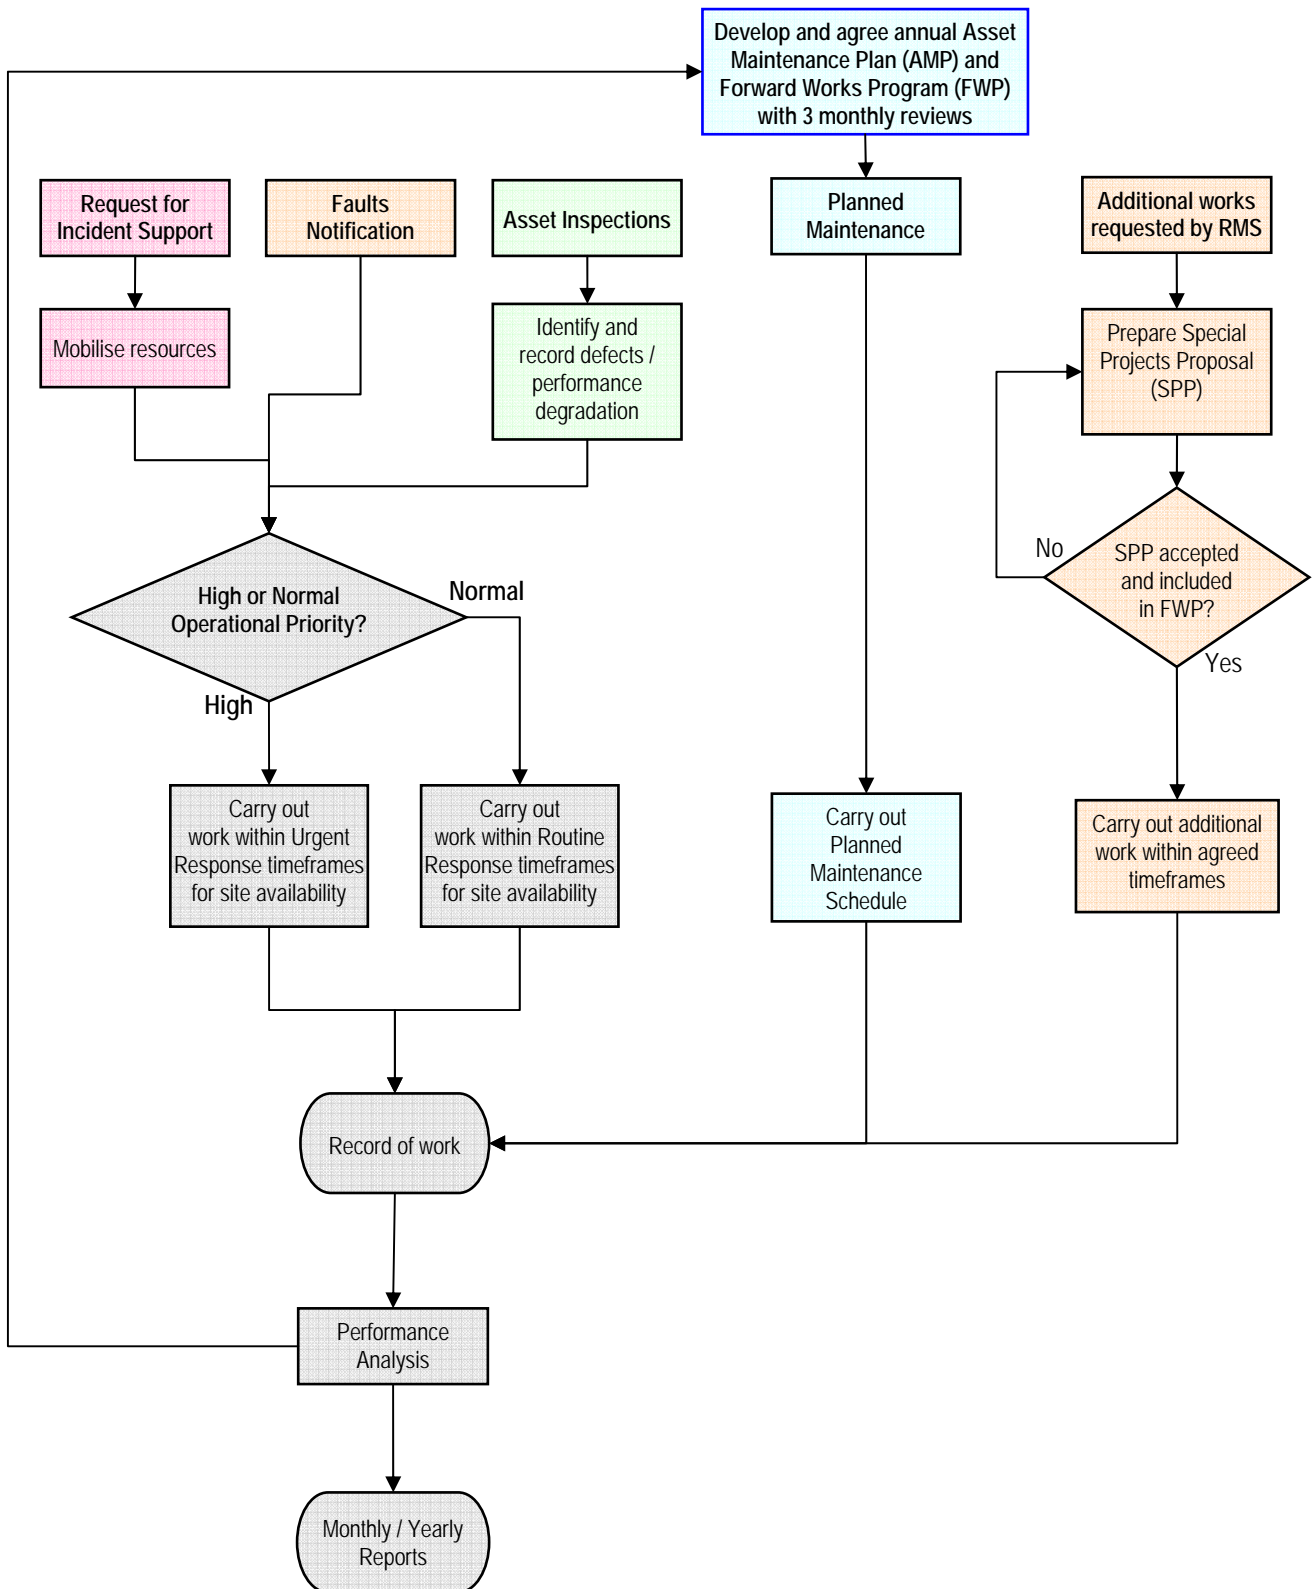 Develop and agree annual Asset
Maintenance Plan (AMP) and
Forward Works Program (FWP)
with 3 monthly reviews
Request for
Incident Support
Faults
Notification
Asset Inspections
Planned
Maintenance
Additional works
requested by RMS
Mobilise resources
Identify and
record defects /
performance
degradation
Prepare Special
Projects Proposal
(SPP)
No
SPP accepted
and included
in FWP?
Yes
High or Normal
Operational Priority?
Normal
High
Carry out
work within Urgent
Response timeframes
for site availability
Carry out
work within Routine
Response timeframes
for site availability
Carry out
Planned
Maintenance
Schedule
Carry out additional
work within agreed
timeframes
Record of work
Performance
Analysis
Monthly / Yearly
Reports